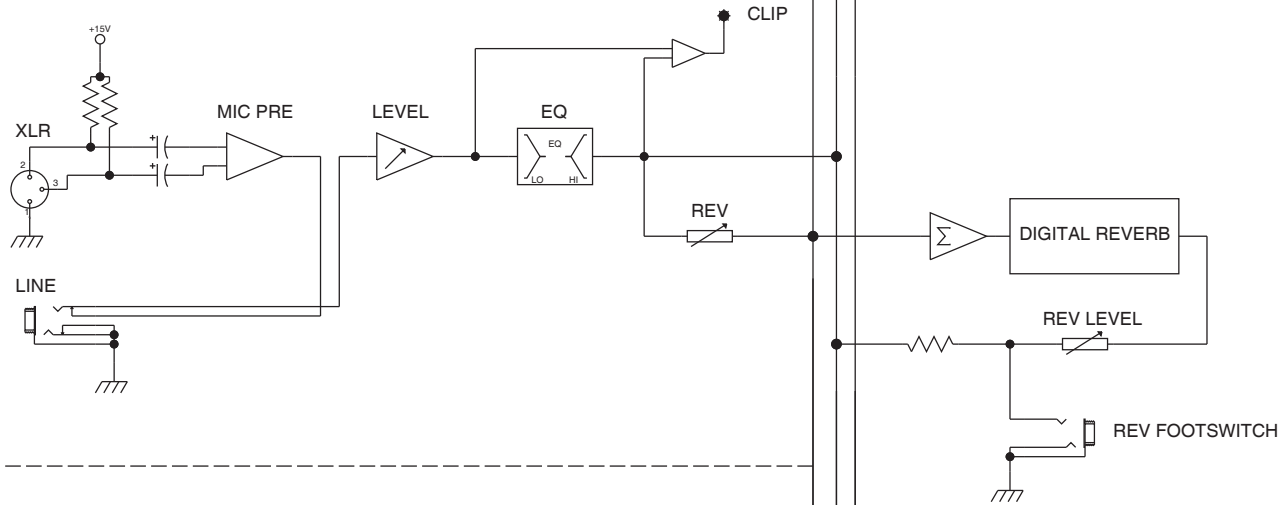 CLIP
+15V
MIC PRE
LEVEL
EQ
XLR
+
EQ
2
+
LO
HI
3
1
REV
Σ
DIGITAL REVERB
LINE
REV LEVEL
REV FOOTSWITCH